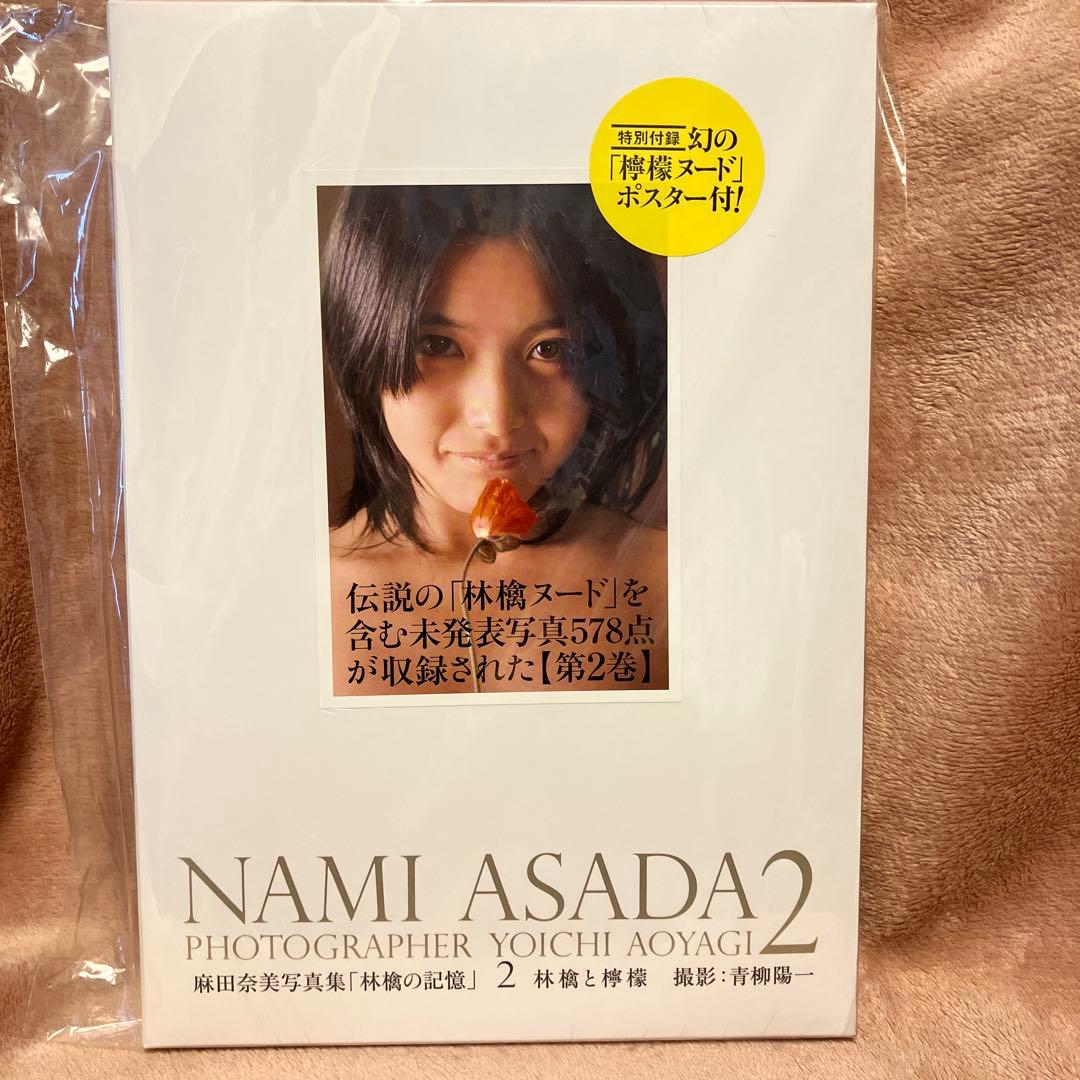 特別付録 幻の
「檸檬ヌード」
ポスター付!
伝説の「林檎ヌード」を
含む未発表写真578点
が収録された【第2巻】
NAMI ASADA 2
PHOTOGRAPHER YOICHI AOYAGI
麻田奈美写真集「林檎の記憶」 2 林檎と檸檬 撮影:青柳陽一